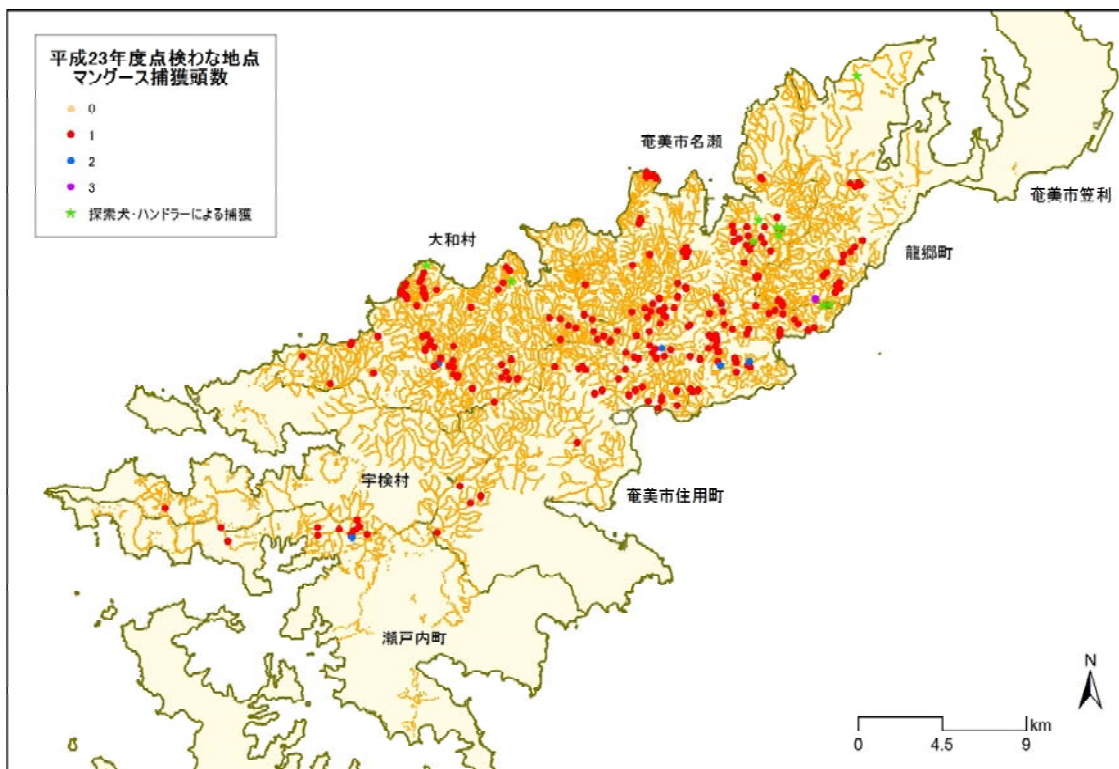 平成23年度点検わな地点
マングース捕獲頭数
0
1
2
3
探索犬・ハンドラーによる捕獲
奄美市名瀬
奄美市笠利
大和村
龍郷町
宇検村
奄美市住用町
瀬戸内町
N
km
0 4.5 9